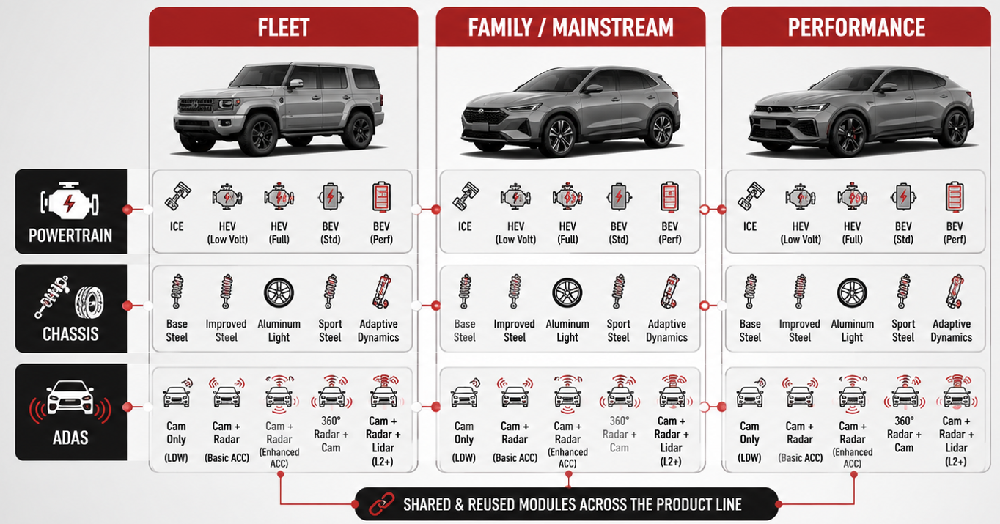 FLEET
FAMILY / MAINSTREAM
PERFORMANCE
POWERTRAIN
ICE
HEV
(Low Volt)
HEV
(Full)
BEV
(Std)
BEV
(Perf)
ICE
HEV
(Low Volt)
HEV
(Full)
BEV
(Std)
BEV
(Perf)
ICE
HEV
(Low Volt)
HEV
(Full)
BEV
(Std)
BEV
(Perf)
CHASSIS
Base
Steel
Improved
Steel
Aluminum
Light
Sport
Steel
Adaptive
Dynamics
Base
Steel
Improved
Steel
Aluminum
Light
Sport
Steel
Adaptive
Dynamics
Base
Steel
Improved
Steel
Aluminum
Light
Sport
Steel
Adaptive
Dynamics
ADAS
Cam
Only
(LDW)
Cam +
Radar
(Basic ACC)
Cam +
Radar
(Enhanced
ACC)
360°
Radar +
Cam
Cam +
Radar +
Lidar
(L2+)
Cam
Only
(LDW)
Cam +
Radar
(Basic ACC)
Cam +
Radar
(Enhanced
ACC)
360°
Radar +
Cam
Cam +
Radar +
Lidar
(L2+)
Cam
Only
(LDW)
Cam +
Radar
(Basic ACC)
Cam +
Radar
(Enhanced
ACC)
360°
Radar +
Cam
Cam +
Radar +
Lidar
(L2+)
SHARED & REUSED MODULES ACROSS THE PRODUCT LINE